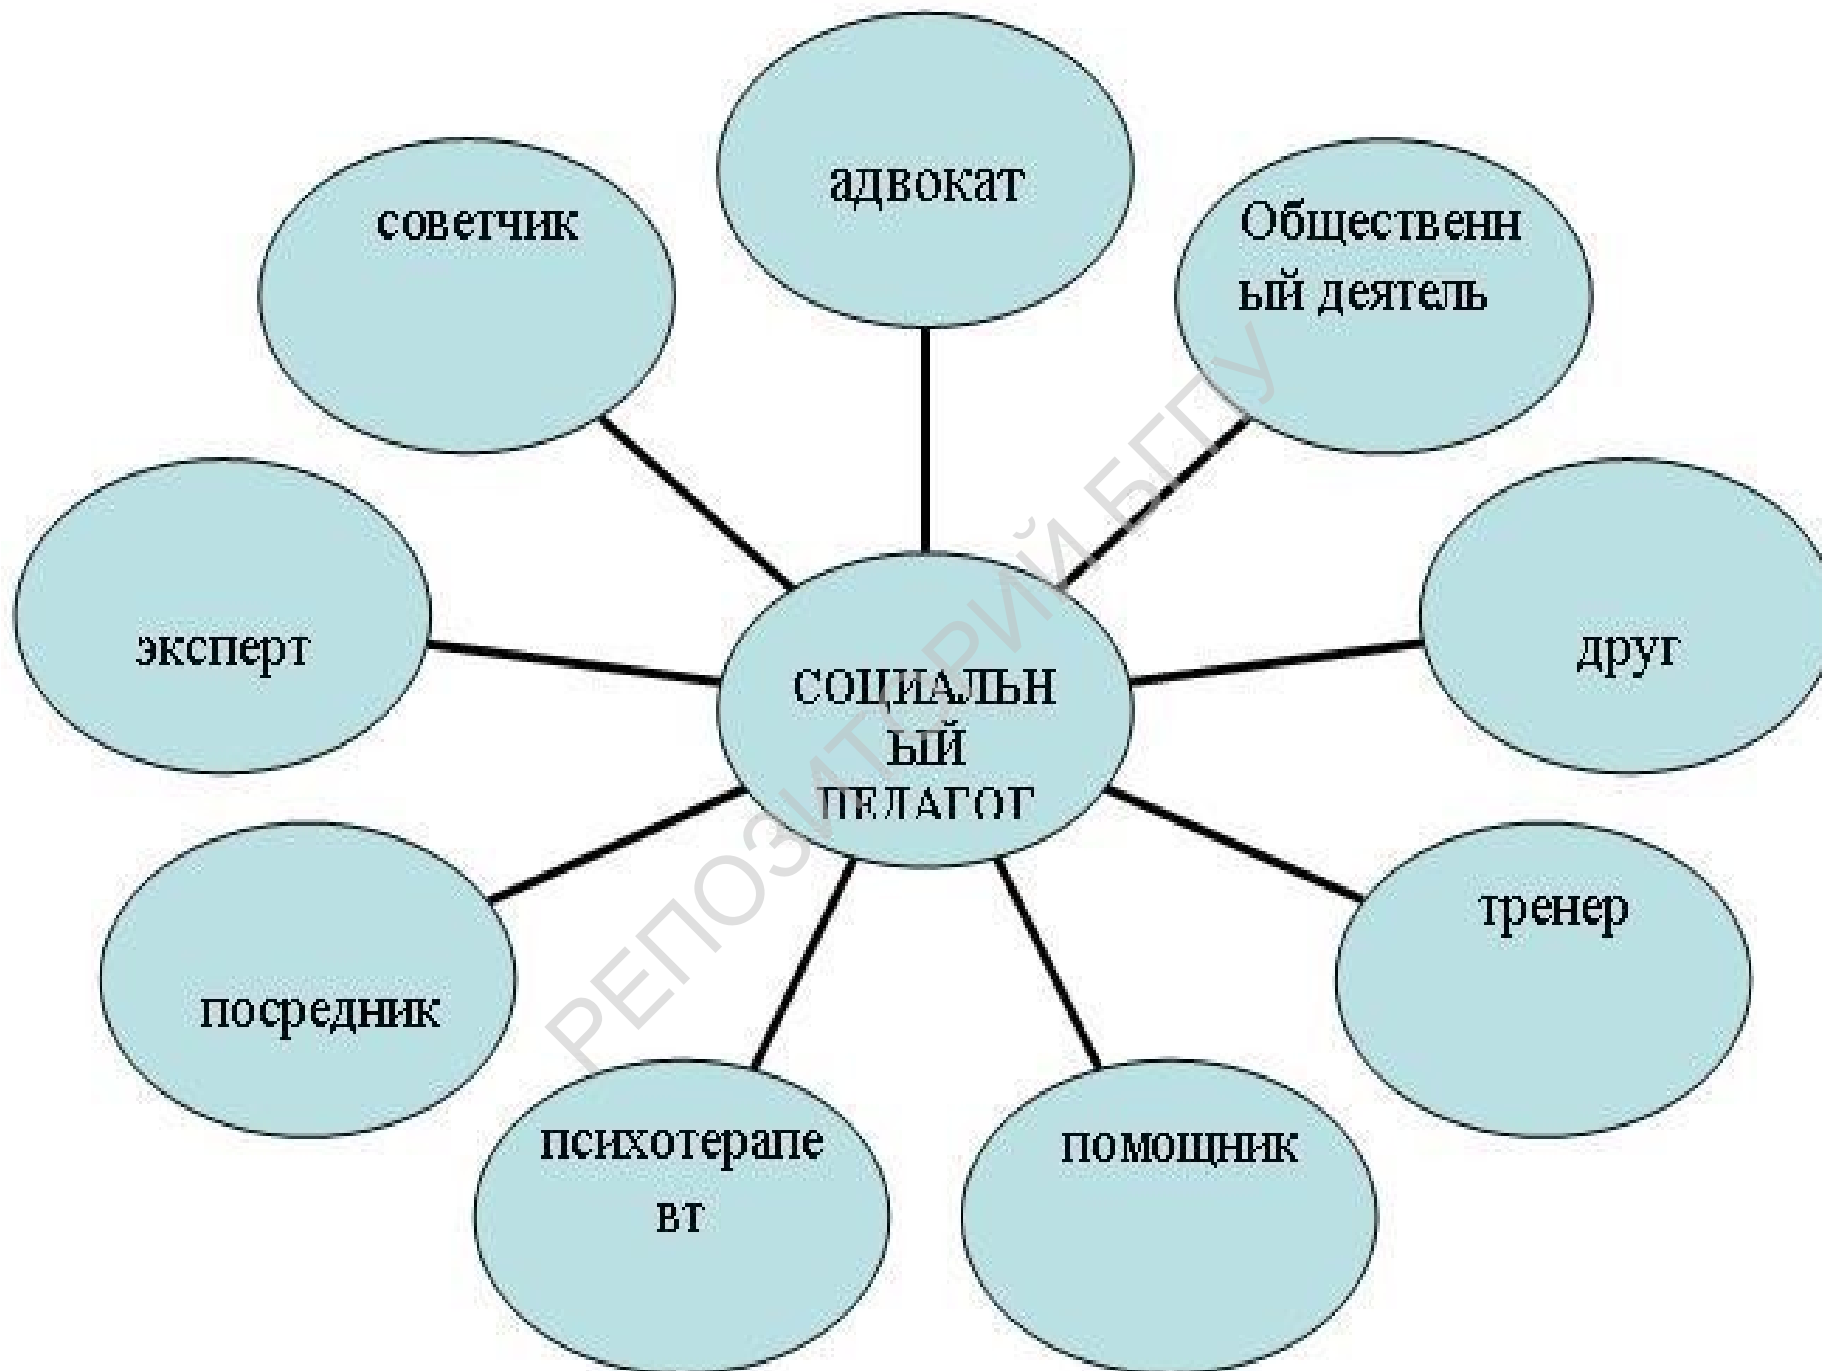 адвокат
советчик
Общественн
ый деятель
эксперт
друг
СОЦИАЛЬН
ЫЙ
ПЕДАГОГ
тренер
посредник
психотерапе
вт
помощник
РЕПОЗИТОРИЙ БГПУ